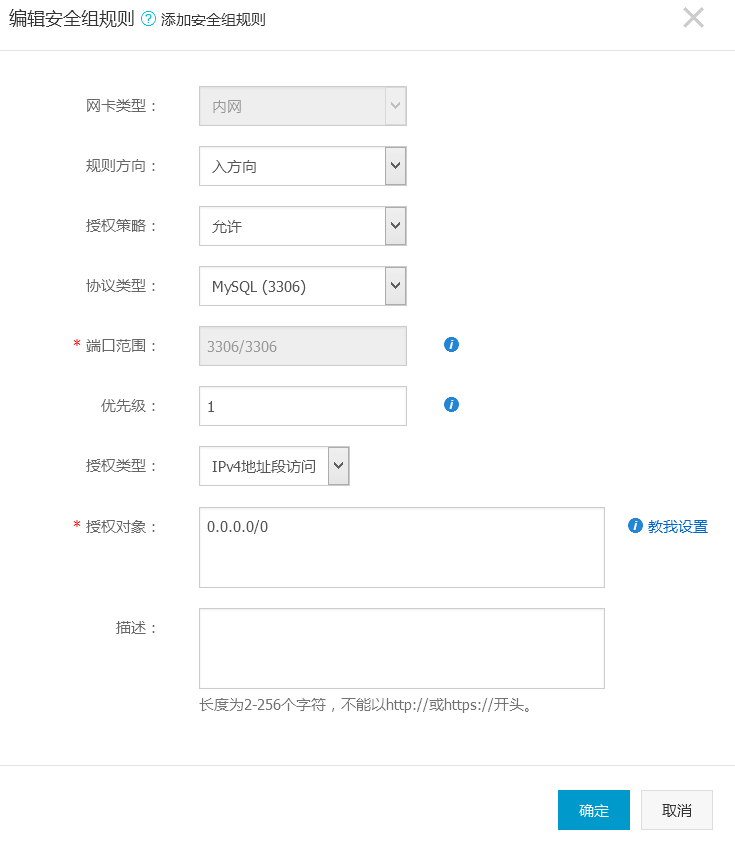 编辑安全组规则 ? 添加安全组规则
网卡类型： 内网
规则方向： 入方向
授权策略： 允许
协议类型： MySQL (3306)
* 端口范围： 3306/3306 i
优先级： 1 i
授权类型： IPv4地址段访问
* 授权对象： 0.0.0.0/0 i 教我设置
描述：
长度为2-256个字符，不能以http://或https://开头。
确定 取消